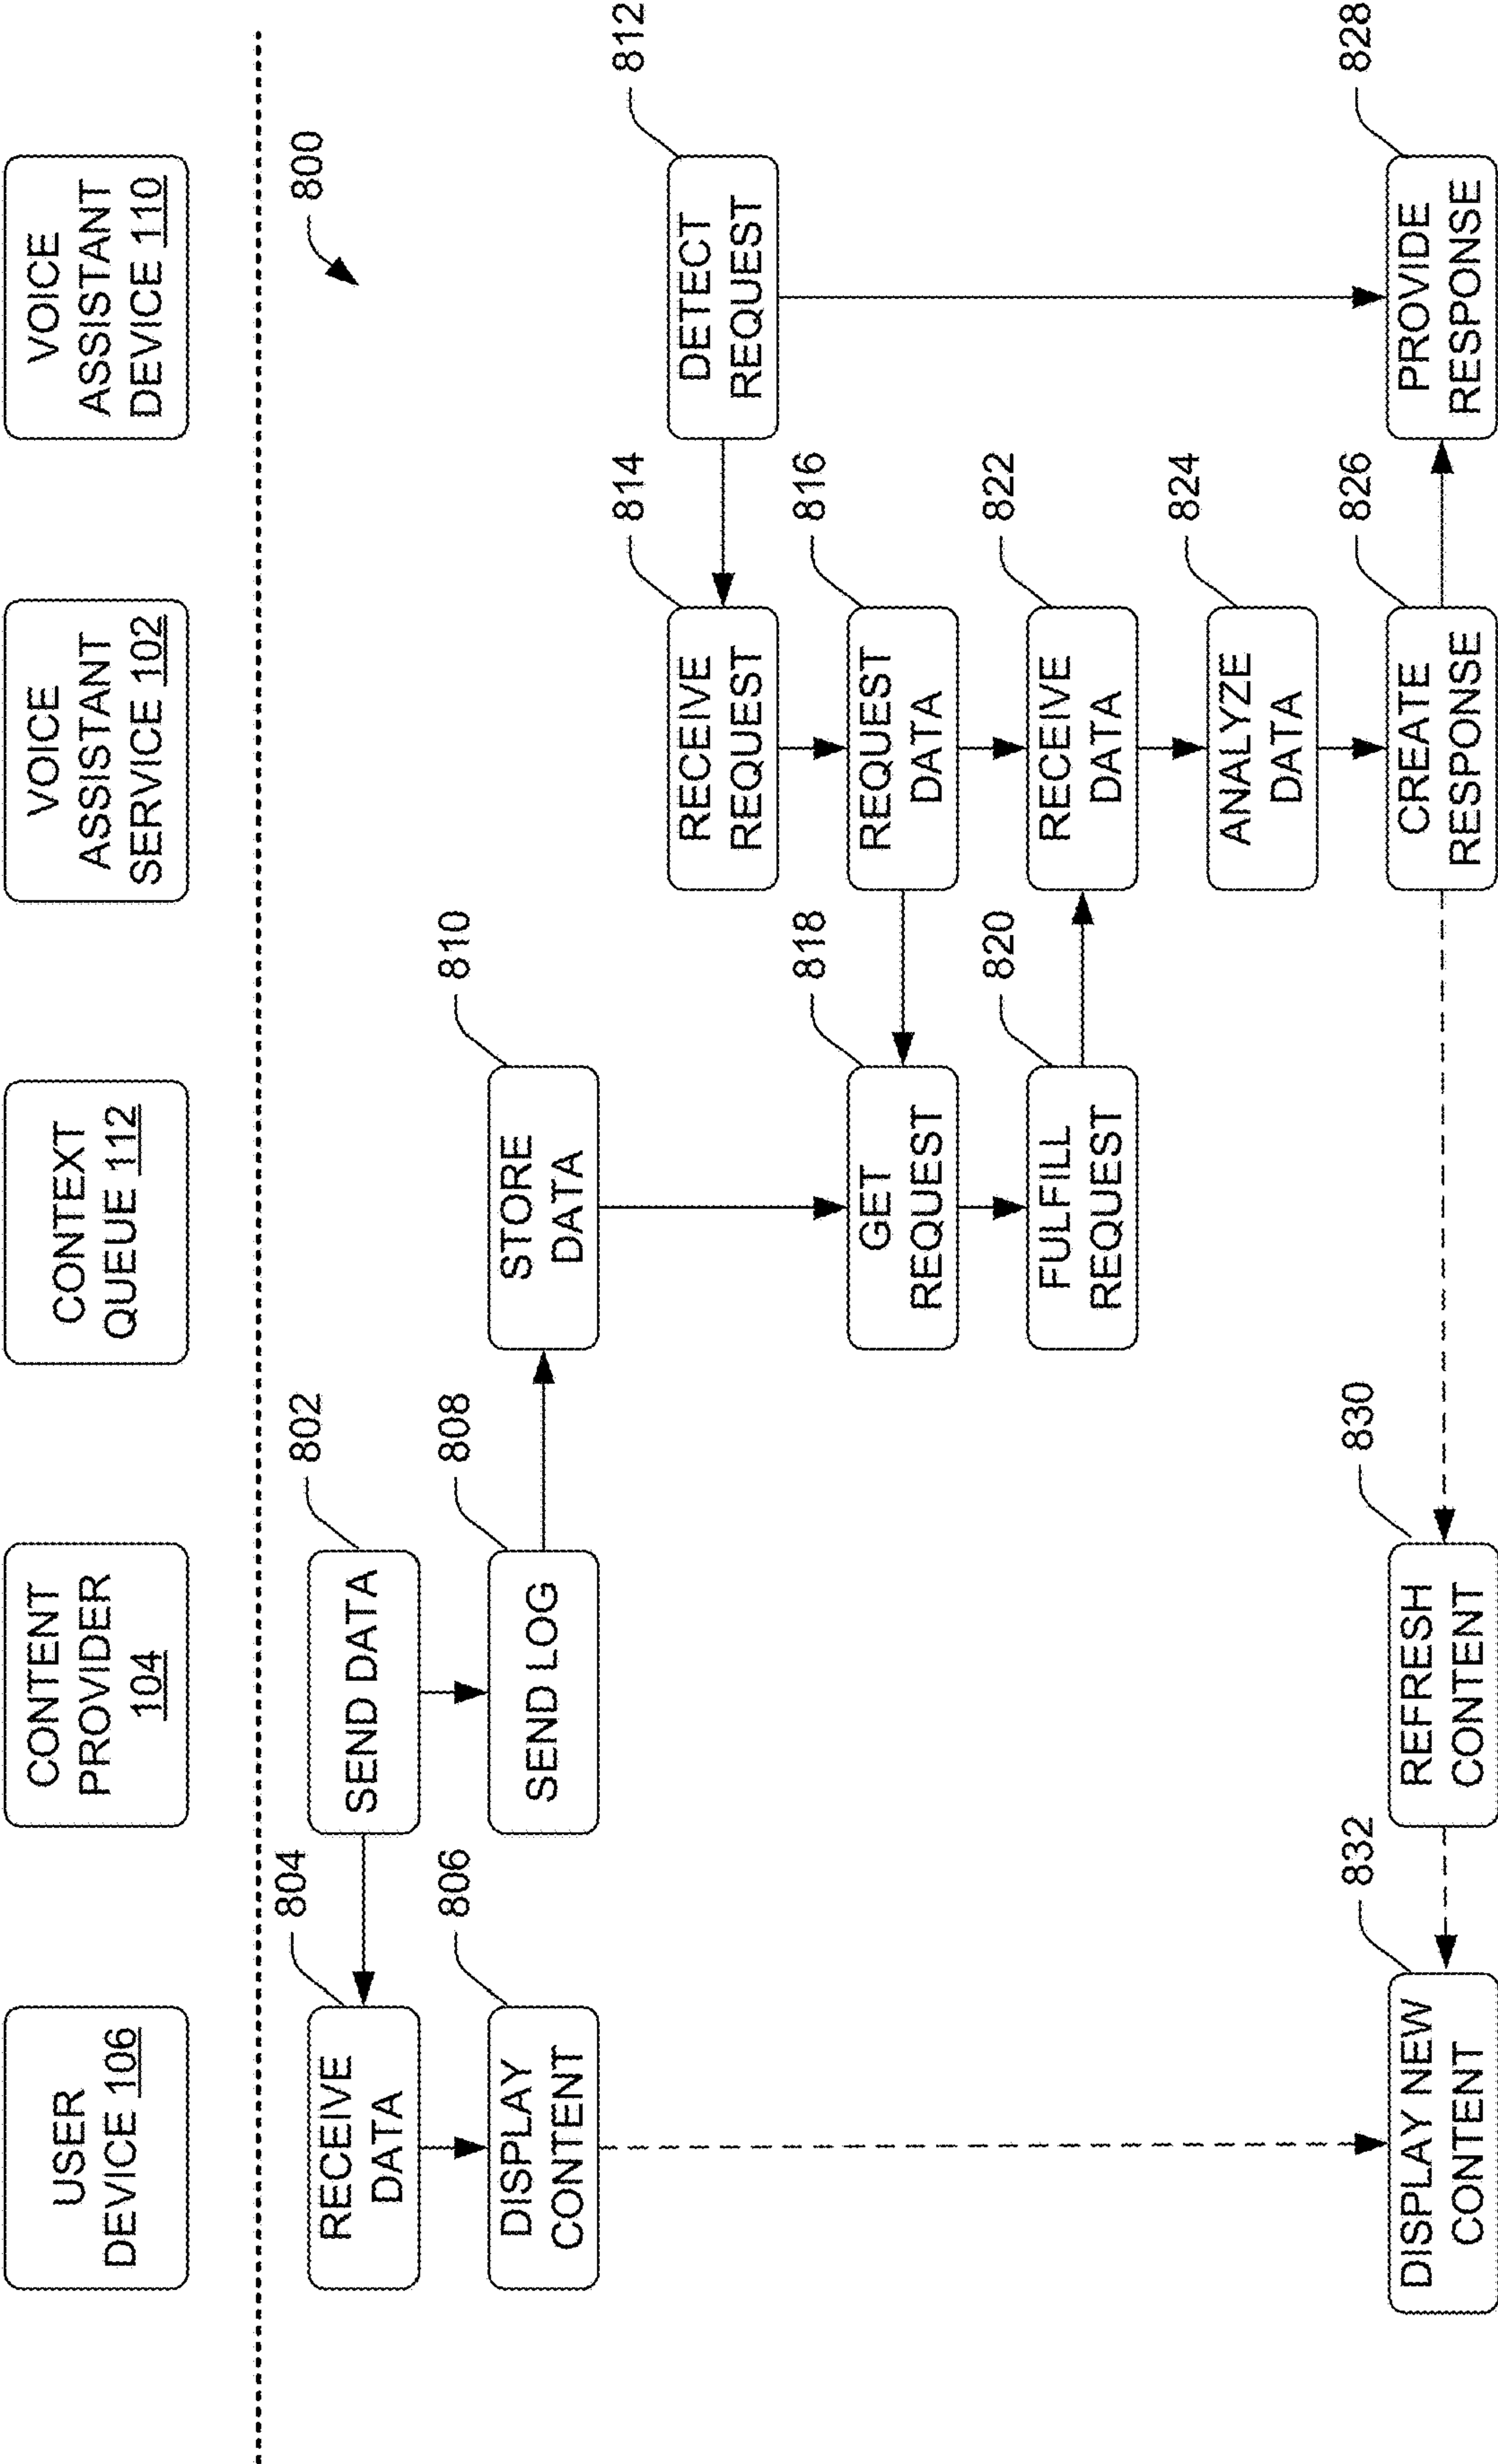 USER
DEVICE 106
CONTENT
PROVIDER
104
CONTEXT
QUEUE 112
VOICE
ASSISTANT
SERVICE 102
VOICE
ASSISTANT
DEVICE 110
800
804
RECEIVE
DATA
802
SEND DATA
806
DISPLAY
CONTENT
808
SEND LOG
810
STORE
DATA
814
RECEIVE
REQUEST
812
DETECT
REQUEST
818
GET
REQUEST
816
REQUEST
DATA
820
FULFILL
REQUEST
822
RECEIVE
DATA
824
ANALYZE
DATA
832
DISPLAY NEW
CONTENT
830
REFRESH
CONTENT
826
CREATE
RESPONSE
828
PROVIDE
RESPONSE